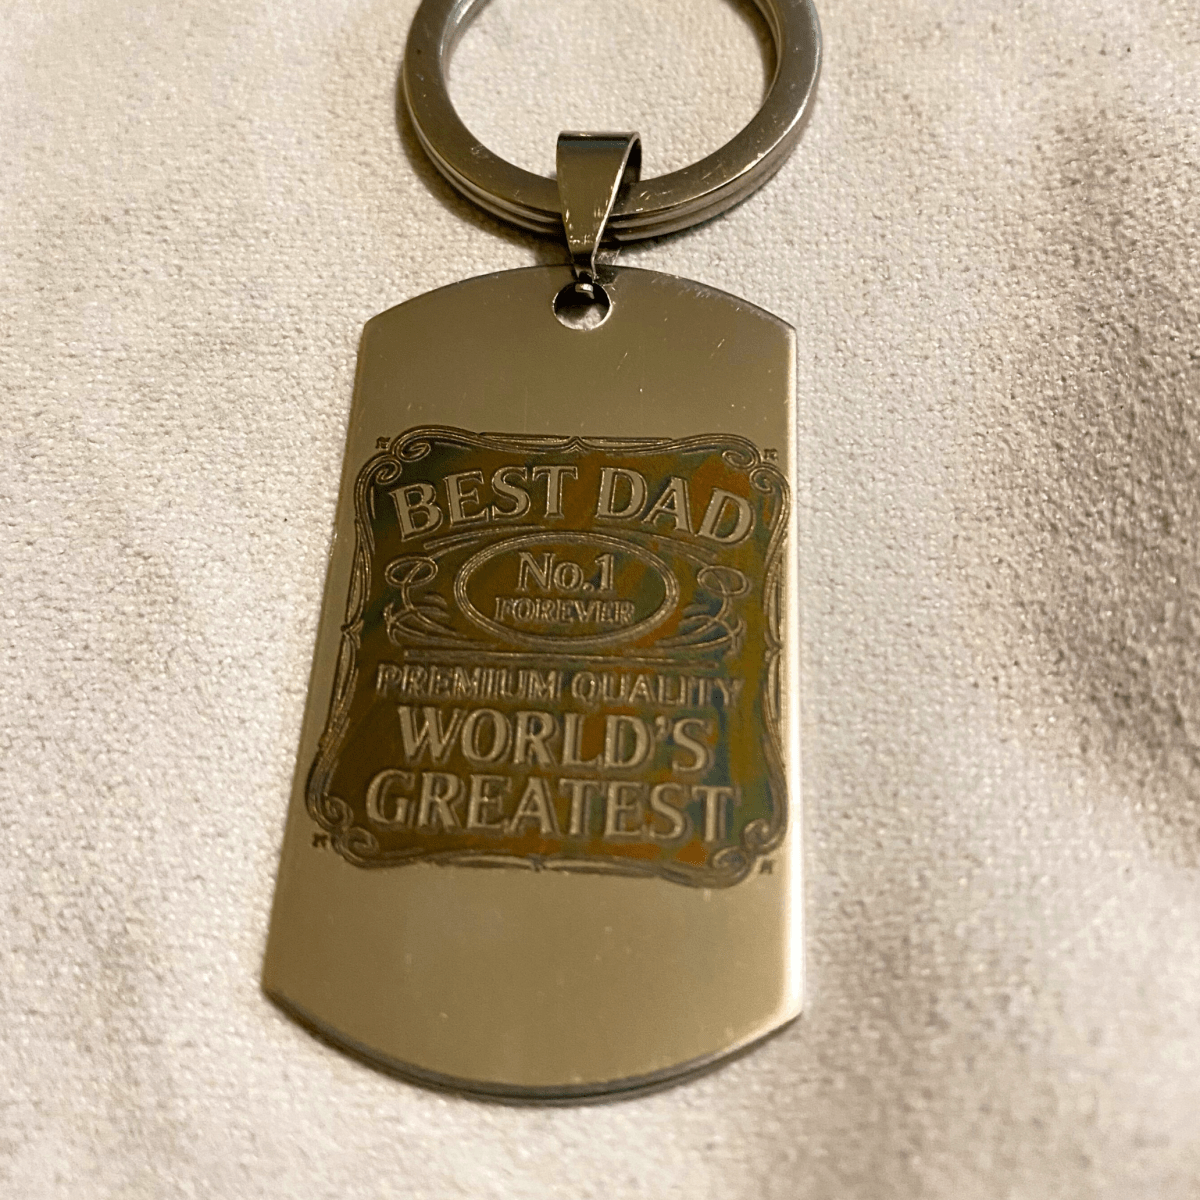 BEST DAD
No.1
FOREVER
PREMIUM QUALITY
WORLD'S
GREATEST